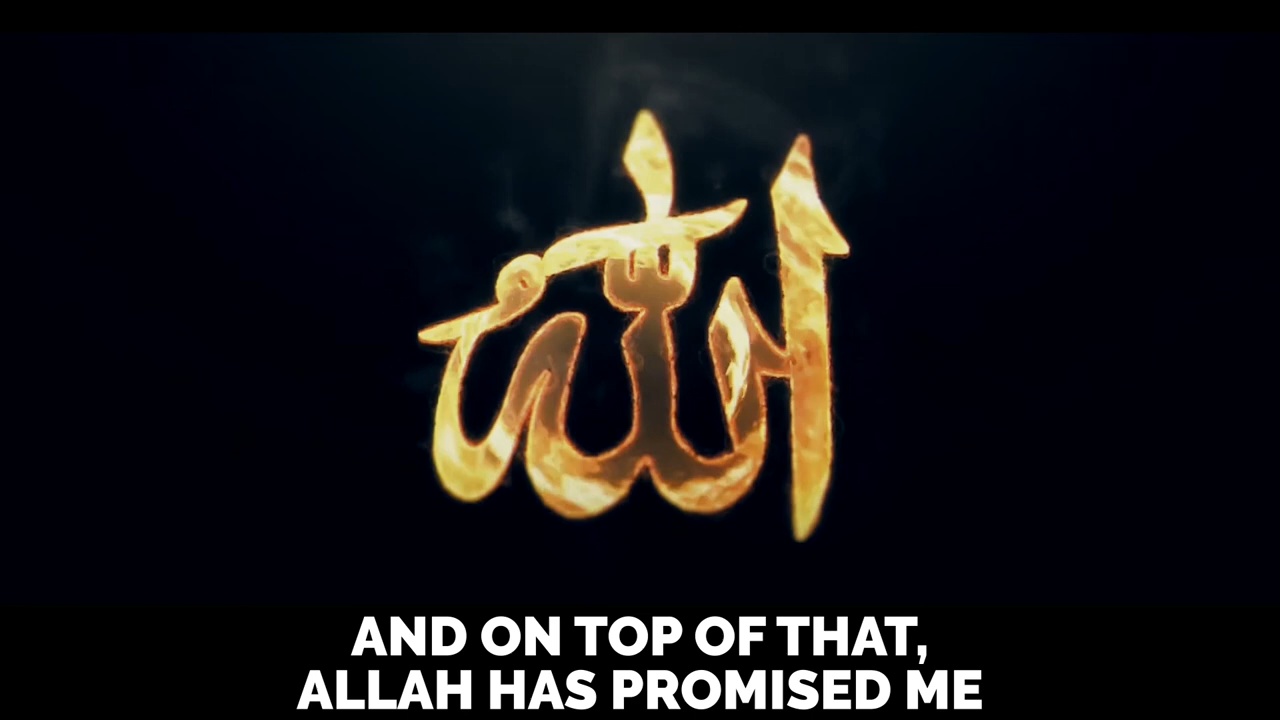 الله
AND ON TOP OF THAT,
ALLAH HAS PROMISED ME